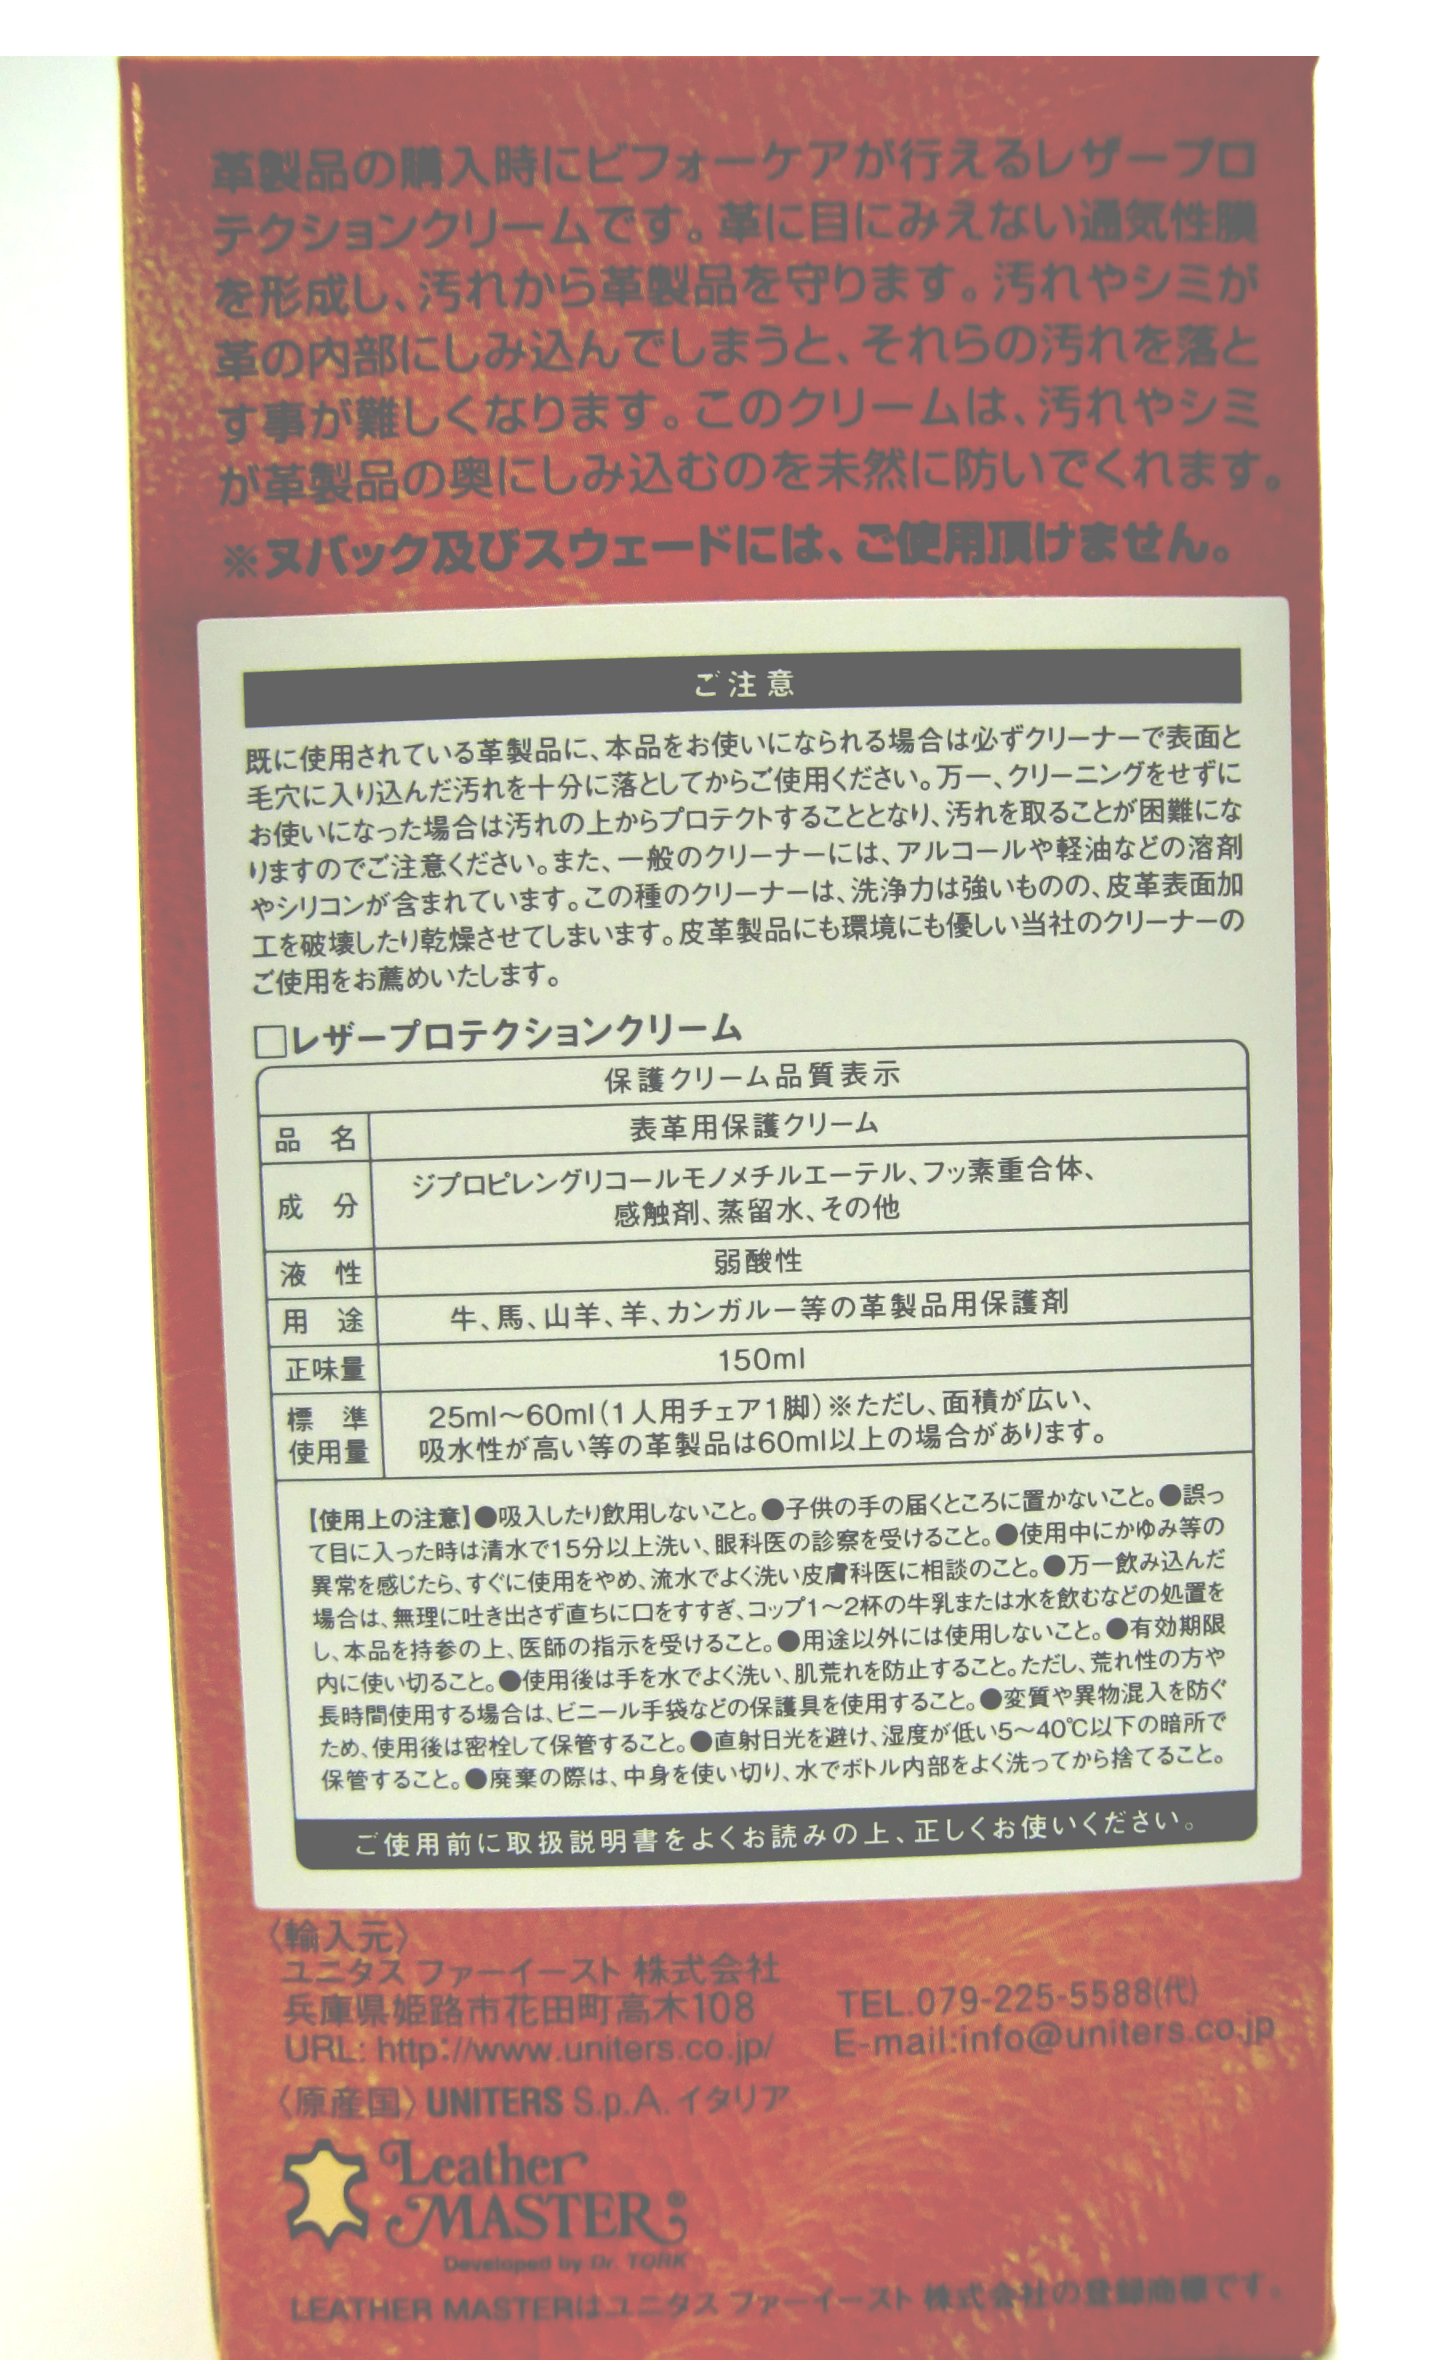 革製品の購入時にビフォーケアが行えるレザープロ
テクションクリームです。革に目にみえない通気性膜
を形成し、汚れから革製品を守ります。汚れやシミが
革の内部にしみ込んでしまうと、それらの汚れを落と
す事が難しくなります。このクリームは、汚れやシミ
が革製品の奥にしみ込むのを未然に防いでくれます。
※ヌバック及びスウェードには、ご使用頂けません。
ご注意
既に使用されている革製品に、本品をお使いになられる場合は必ずクリーナーで表面と
毛穴に入り込んだ汚れを十分に落としてからご使用ください。万一、クリーニングをせずに
お使いになった場合は汚れの上からプロテクトすることとなり、汚れを取ることが困難にな
りますのでご注意ください。また、一般のクリーナーには、アルコールや軽油などの溶剤
やシリコンが含まれています。この種のクリーナーは、洗浄力は強いものの、皮革表面加
工を破壊したり乾燥させてしまいます。皮革製品にも環境にも優しい当社のクリーナーの
ご使用をお薦めいたします。
□レザープロテクションクリーム
保護クリーム品質表示
品 名 表革用保護クリーム
成 分 ジプロピレングリコールモノメチルエーテル、フッ素重合体、
感触剤、蒸留水、その他
液 性 弱酸性
用 途 牛、馬、山羊、羊、カンガルー等の革製品用保護剤
正味量 150ml
標 準 25ml〜60ml(1人用チェア1脚)※ただし、面積が広い、
使用量 吸水性が高い等の革製品は60ml以上の場合があります。
【使用上の注意】●吸入したり飲用しないこと。●子供の手の届くところに置かないこと。●誤っ
て目に入った時は清水で15分以上洗い、眼科医の診察を受けること。●使用中にかゆみ等の
異常を感じたら、すぐに使用をやめ、流水でよく洗い皮膚科医に相談のこと。●万一飲み込んだ
場合は、無理に吐き出さず直ちに口をすすぎ、コップ1〜2杯の牛乳または水を飲むなどの処置を
し、本品を持参の上、医師の指示を受けること。●用途以外には使用しないこと。●有効期限
内に使い切ること。●使用後は手を水でよく洗い、肌荒れを防止すること。ただし、荒れ性の方や
長時間使用する場合は、ビニール手袋などの保護具を使用すること。●変質や異物混入を防ぐ
ため、使用後は密栓して保管すること。●直射日光を避け、湿度が低い5〜40℃以下の暗所で
保管すること。●廃棄の際は、中身を使い切り、水でボトル内部をよく洗ってから捨てること。
ご使用前に取扱説明書をよくお読みの上、正しくお使いください。
〈輸入元〉
ユニタス ファーイースト 株式会社
兵庫県姫路市花田町高木108 TEL.079-225-5588(代)
URL: http://www.uniters.co.jp/ E-mail:info@uniters.co.jp
〈原産国〉UNITERS S.p.A. イタリア
Leather
MASTER®
Developed by Dr. TORK
LEATHER MASTERはユニタス ファーイースト 株式会社の登録商標です。